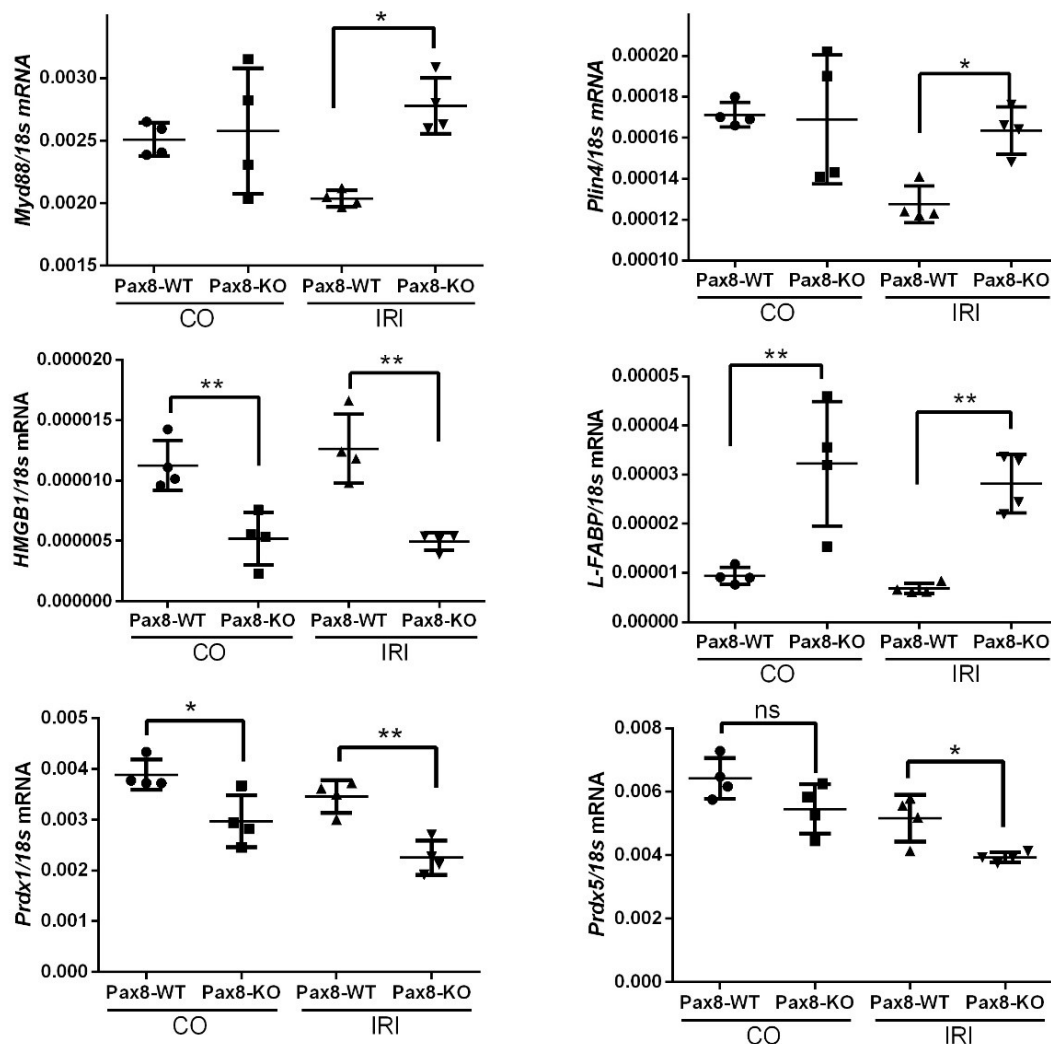 Myd88/18s mRNA
0.0030
0.0025
0.0020
0.0015
*
Pax8-WT Pax8-KO Pax8-WT Pax8-KO
CO IRI
Plin4/18s mRNA
0.00020
0.00018
0.00016
0.00014
0.00012
0.00010
*
Pax8-WT Pax8-KO Pax8-WT Pax8-KO
CO IRI
HMGB1/18s mRNA
0.000020
0.000015
0.000010
0.000005
0.000000
** **
Pax8-WT Pax8-KO Pax8-WT Pax8-KO
CO IRI
L-FABP/18s mRNA
0.00005
0.00004
0.00003
0.00002
0.00001
0.00000
** **
Pax8-WT Pax8-KO Pax8-WT Pax8-KO
CO IRI
Prdx1/18s mRNA
0.005
0.004
0.003
0.002
0.001
0.000
* **
Pax8-WT Pax8-KO Pax8-WT Pax8-KO
CO IRI
Prdx5/18s mRNA
0.008
0.006
0.004
0.002
0.000
ns *
Pax8-WT Pax8-KO Pax8-WT Pax8-KO
CO IRI